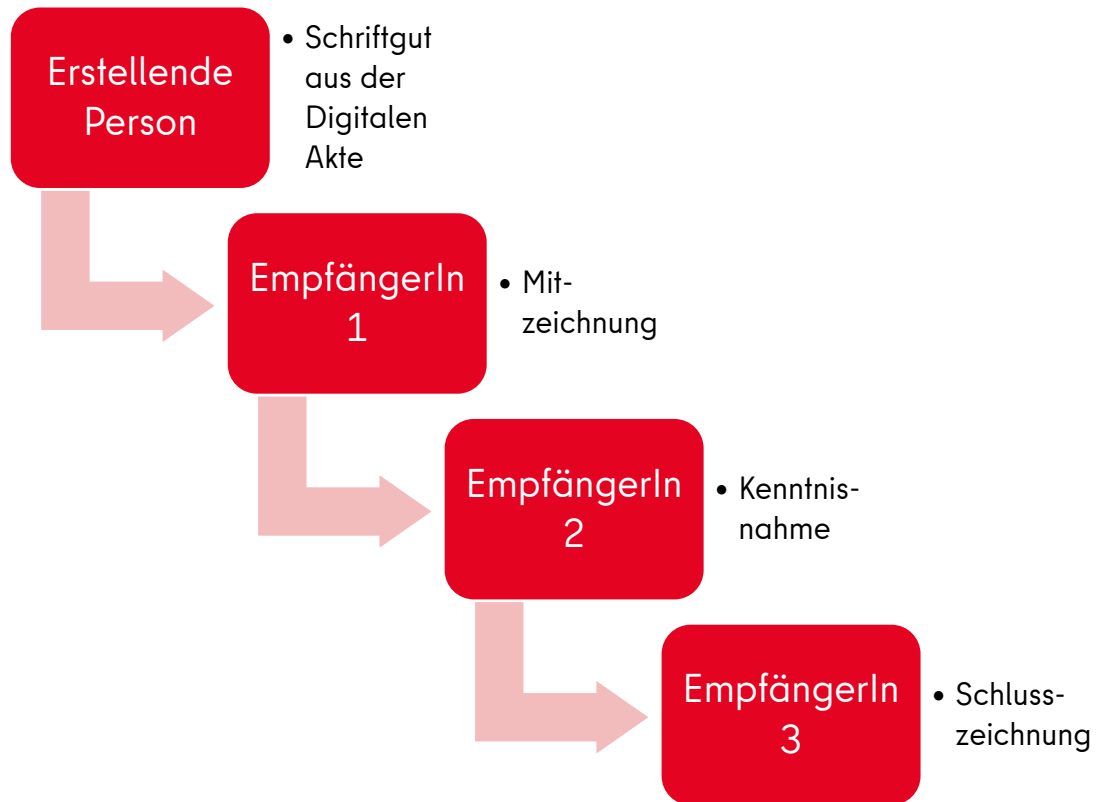 Erstellende
Person
• Schriftgut
aus der
Digitalen
Akte
EmpfängerIn
1
• Mit-
zeichnung
EmpfängerIn
2
• Kenntnis-
nahme
EmpfängerIn
3
• Schluss-
zeichnung